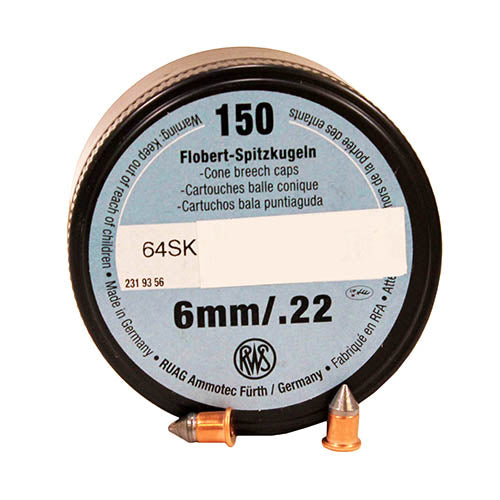 150
Flobert-Spitzkugeln
-Cone breech caps
-Cartouches balle conique
-Cartuchos bala puntiaguda
64SK
231 93 56
6mm/.22
RWS
Warning: Keep out of reach of children • Made in Germany •
RUAG Ammotec Fürth / Germany
• Fabriqué en RFA •
hors de la portée des enfants